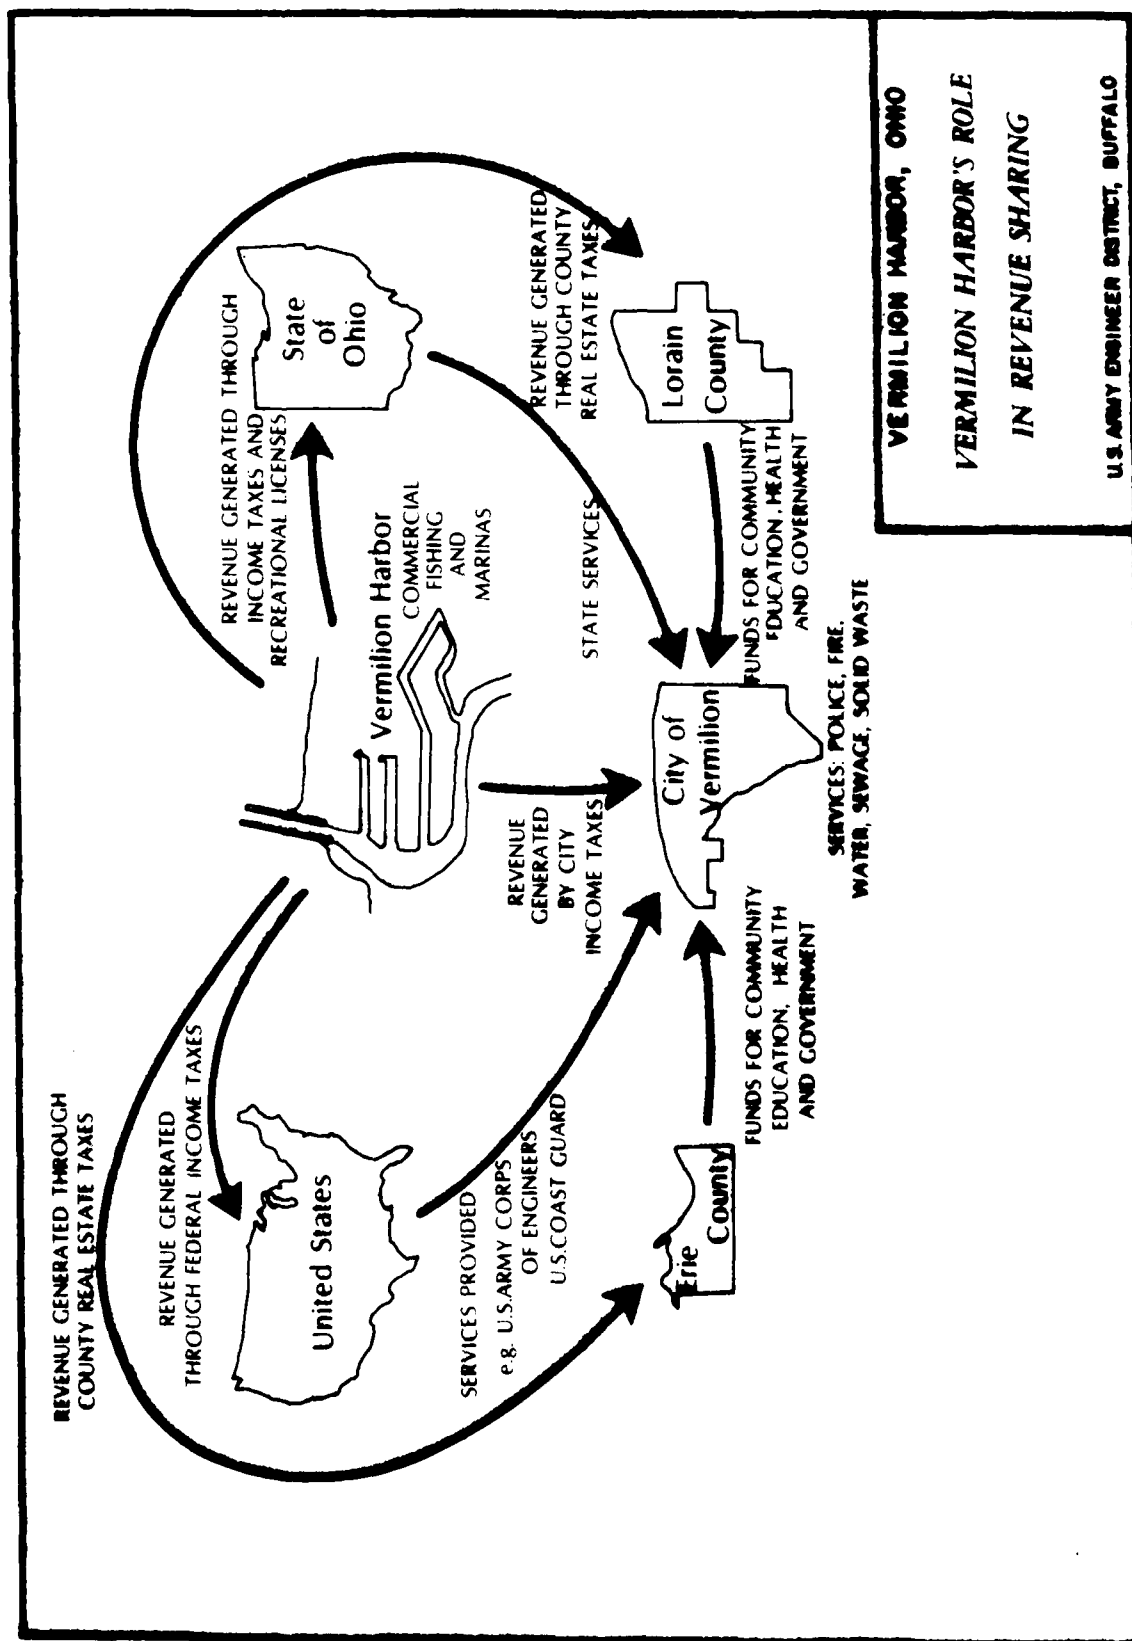 REVENUE GENERATED THROUGH
COUNTY REAL ESTATE TAXES
REVENUE GENERATED
THROUGH FEDERAL INCOME TAXES
United States
SERVICES PROVIDED
e.g. U.S.ARMY CORPS
OF ENGINEERS
U.S.COAST GUARD
Erie
County
FUNDS FOR COMMUNITY
EDUCATION, HEALTH
AND GOVERNMENT
REVENUE GENERATED THROUGH
INCOME TAXES AND
RECREATIONAL LICENSES
State
of
Ohio
Vermilion Harbor
COMMERCIAL
FISHING
AND
MARINAS
REVENUE
GENERATED
BY CITY
INCOME TAXES
STATE SERVICES
REVENUE GENERATED
THROUGH COUNTY
REAL ESTATE TAXES
Lorain
County
City of
Vermilion
FUNDS FOR COMMUNITY
EDUCATION, HEALTH
AND GOVERNMENT
SERVICES: POLICE, FIRE,
WATER, SEWAGE, SOLID WASTE
VERMILION HARBOR, OHIO
VERMILION HARBOR'S ROLE
IN REVENUE SHARING
U.S. ARMY ENGINEER DISTRICT, BUFFALO